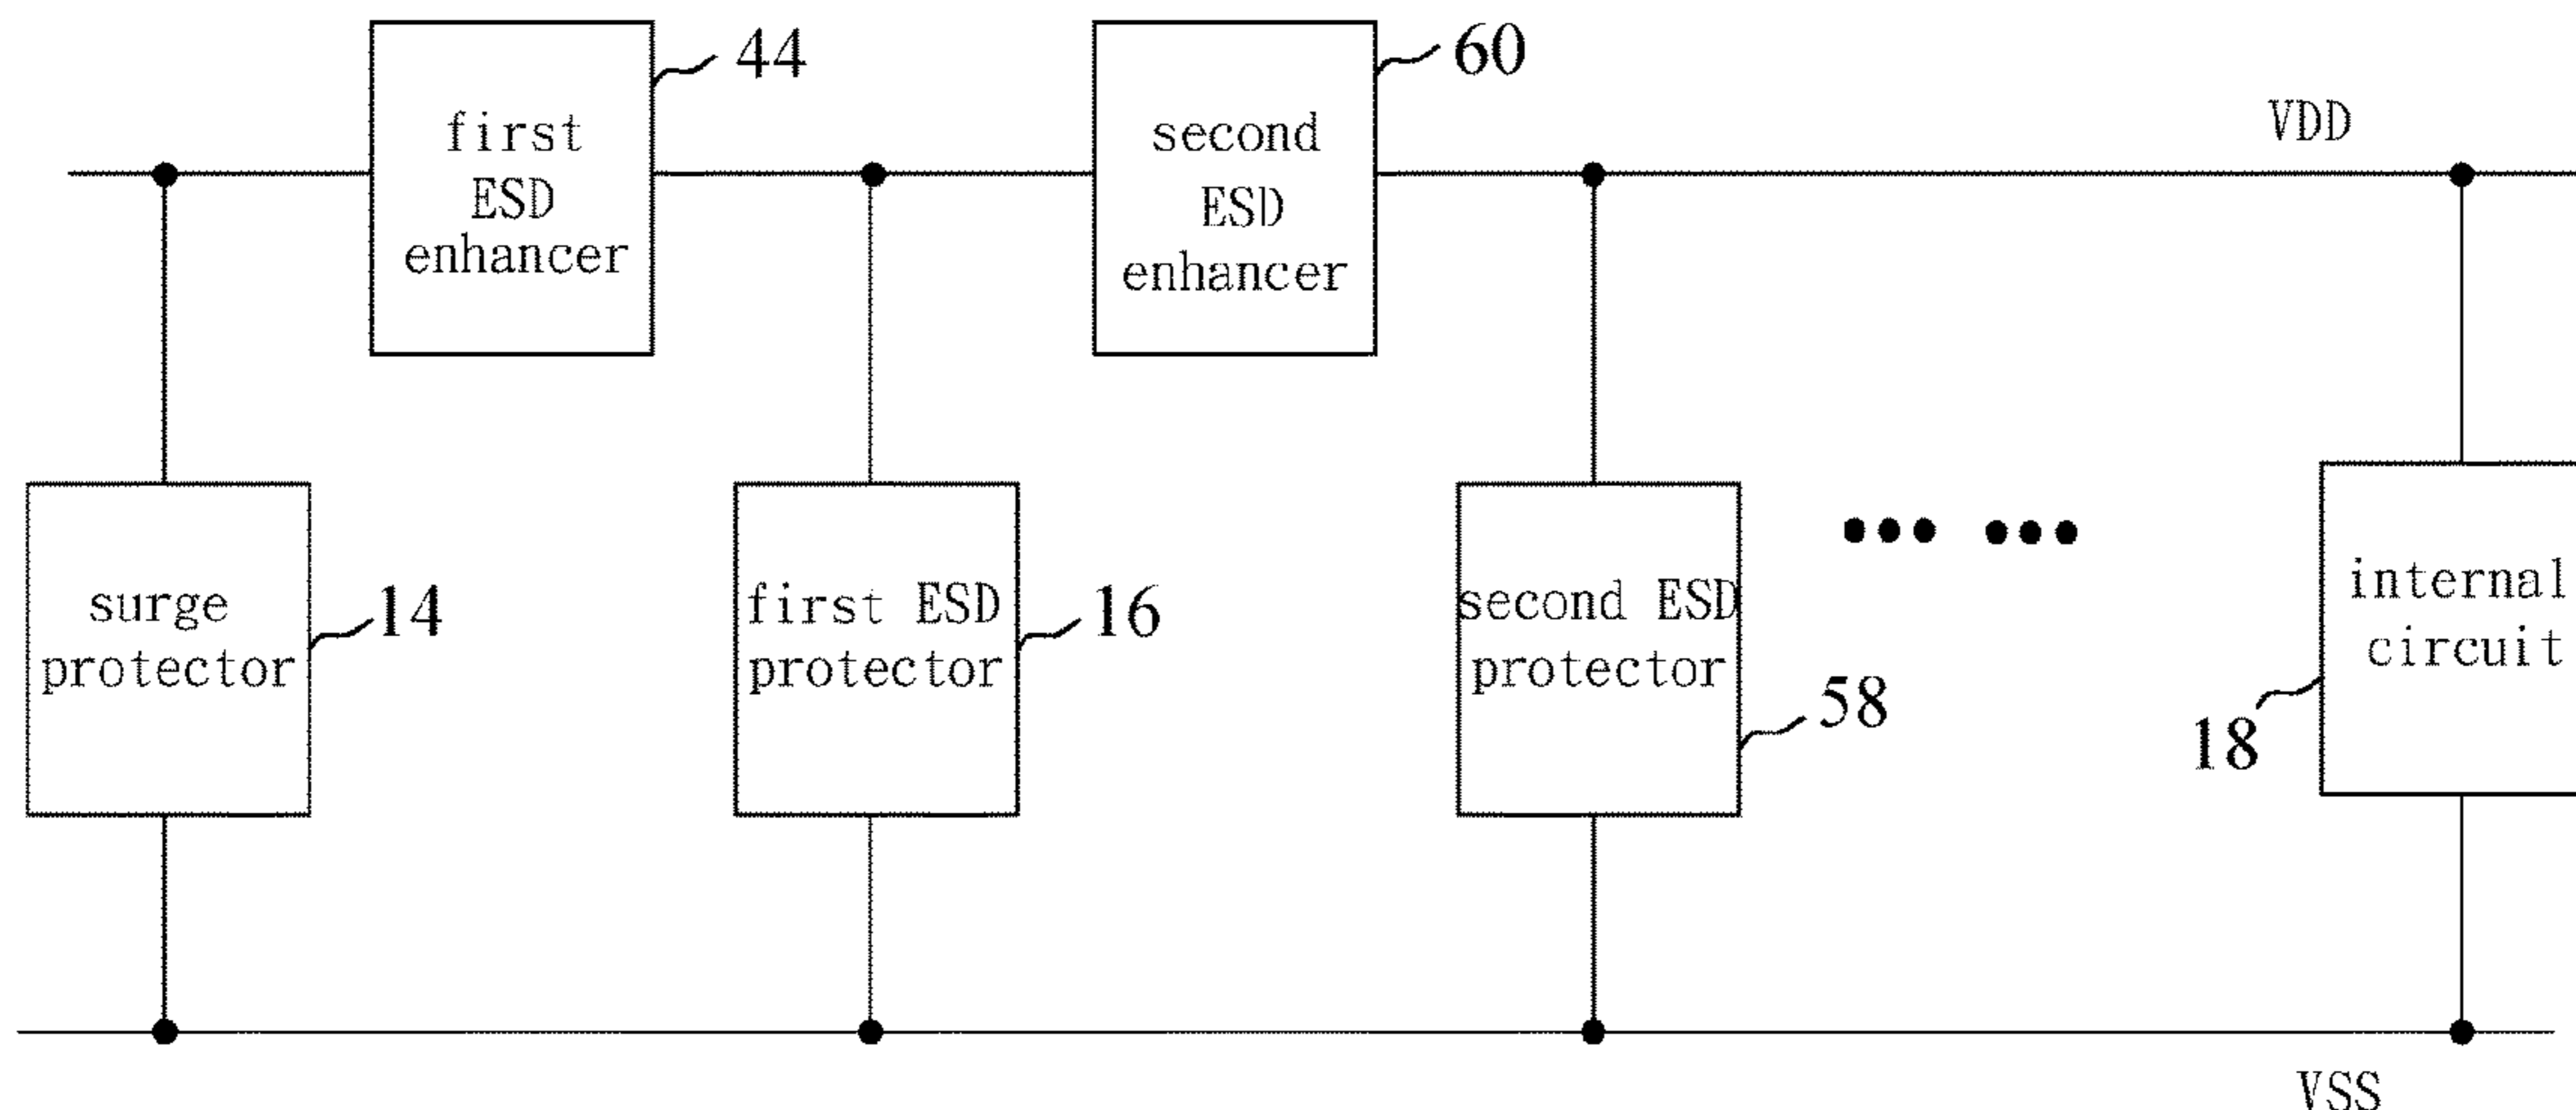 44
first
ESD
enhancer
60
second
ESD
enhancer
VDD
surge
protector
14
first ESD
protector
16
second ESD
protector
58
internal
circuit
18
VSS